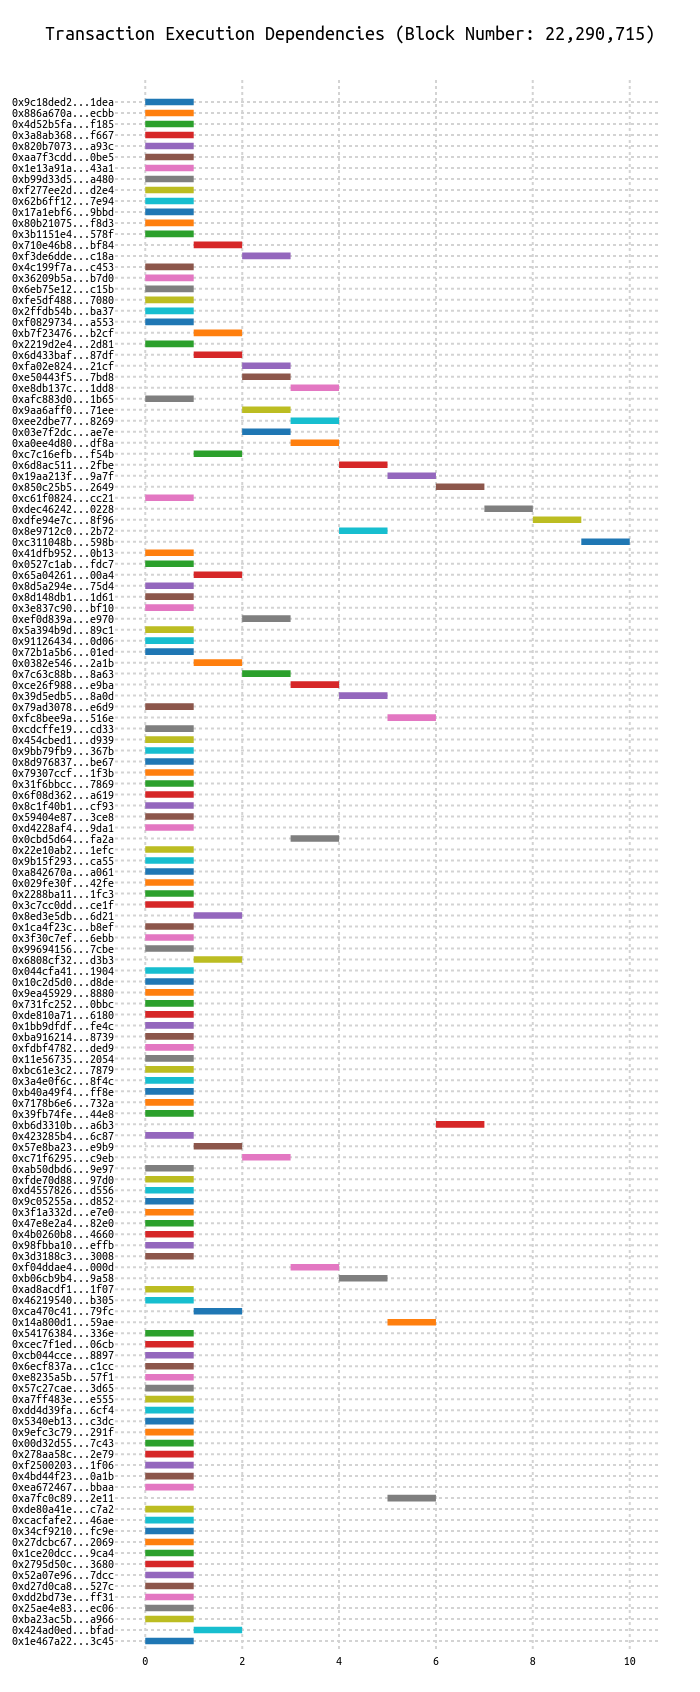 Transaction Execution Dependencies (Block Number: 22,290,715)
0x9c18ded2...1dea
0x886a670a...ecbb
0x4d52b5fa...f185
0x3a8ab368...f667
0x820b7073...a93c
0xaa7f3cdd...0be5
0x1e13a91a...43a1
0xb99d33d5...a480
0xf277ee2d...d2e4
0x62b6ff12...7e94
0x17a1ebf6...9bbd
0x80b21075...f8d3
0x3b1151e4...578f
0x710e46b8...bf84
0xf3de6dde...c18a
0x4c199f7a...c453
0x36209b5a...b7d0
0x6eb75e12...c15b
0xfe5df488...7080
0x2ffdb54b...ba37
0xf0829734...a553
0xb7f23476...b2cf
0x2219d2e4...2d81
0x6d433baf...87df
0xfa02e824...21cf
0xe50443f5...7bd8
0xe8db137c...1dd8
0xafc883d0...1b65
0x9aa6aff0...71ee
0xee2dbe77...8269
0x03e7f2dc...ae7e
0xa0ee4d80...df8a
0xc7c16efb...f54b
0x6d8ac511...2fbe
0x19aa213f...9a7f
0x850c25b5...2649
0xc61f0824...cc21
0xdec46242...0228
0xdfe94e7c...8f96
0x8e9712c0...2b72
0xc311048b...598b
0x41dfb952...0b13
0x0527c1ab...fdc7
0x65a04261...00a4
0x8d5a294e...75d4
0x8d148db1...1d61
0x3e837c90...bf10
0xef0d839a...e970
0x5a394b9d...89c1
0x91126434...0d06
0x72b1a5b6...01ed
0x0382e546...2a1b
0x7c63c88b...8a63
0xce26f988...e9ba
0x39d5edb5...8a0d
0x79ad3078...e6d9
0xfc8bee9a...516e
0xcdcffe19...cd33
0x454cbed1...d939
0x9bb79fb9...367b
0x8d976837...be67
0x79307ccf...1f3b
0x31f6bbcc...7869
0x6f08d362...a619
0x8c1f40b1...cf93
0x59404e87...3ce8
0xd4228af4...9da1
0x0cbd5d64...fa2a
0x22e10ab2...1efc
0x9b15f293...ca55
0xa842670a...a061
0x029fe30f...42fe
0x2288ba11...1fc3
0x3c7cc0dd...ce1f
0x8ed3e5db...6d21
0x1ca4f23c...b8ef
0x3f30c7ef...6ebb
0x99694156...7cbe
0x6808cf32...d3b3
0x044cfa41...1904
0x10c2d5d0...d8de
0x9ea45929...8880
0x731fc252...0bbc
0xde810a71...6180
0x1bb9dfdf...fe4c
0xba916214...8739
0xfdbf4782...ded9
0x11e56735...2054
0xbc61e3c2...7879
0x3a4e0f6c...8f4c
0xb40a49f4...ff8e
0x7178b6e6...732a
0x39fb74fe...44e8
0xb6d3310b...a6b3
0x423285b4...6c87
0x57e8ba23...e9b9
0xc71f6295...c9eb
0xab50dbd6...9e97
0xfde70d88...97d0
0xd4557826...d556
0x9c05255a...d852
0x3f1a332d...e7e0
0x47e8e2a4...82e0
0x4b0260b8...4660
0x98fbba10...effb
0x3d3188c3...3008
0xf04ddae4...000d
0xb06cb9b4...9a58
0xad8acdf1...1f07
0x46219540...b305
0xca470c41...79fc
0x14a800d1...59ae
0x54176384...336e
0xcec7f1ed...06cb
0xcb044cce...8897
0x6ecf837a...c1cc
0xe8235a5b...57f1
0x57c27cae...3d65
0xa7ff483e...e555
0xdd4d39fa...6cf4
0x5340eb13...c3dc
0x9efc3c79...291f
0x00d32d55...7c43
0x278aa58c...2e79
0xf2500203...1f06
0x4bd44f23...0a1b
0xea672467...bbaa
0xa7fc0c89...2e11
0xde80a41e...c7a2
0xcacfafe2...46ae
0x34cf9210...fc9e
0x27dcbc67...2069
0x1ce20dcc...9ca4
0x2795d50c...3680
0x52a07e96...7dcc
0xd27d0ca8...527c
0xdd2bd73e...ff31
0x25ae4e83...ec06
0xba23ac5b...a966
0x424ad0ed...bfad
0x1e467a22...3c45
0 2 4 6 8 10